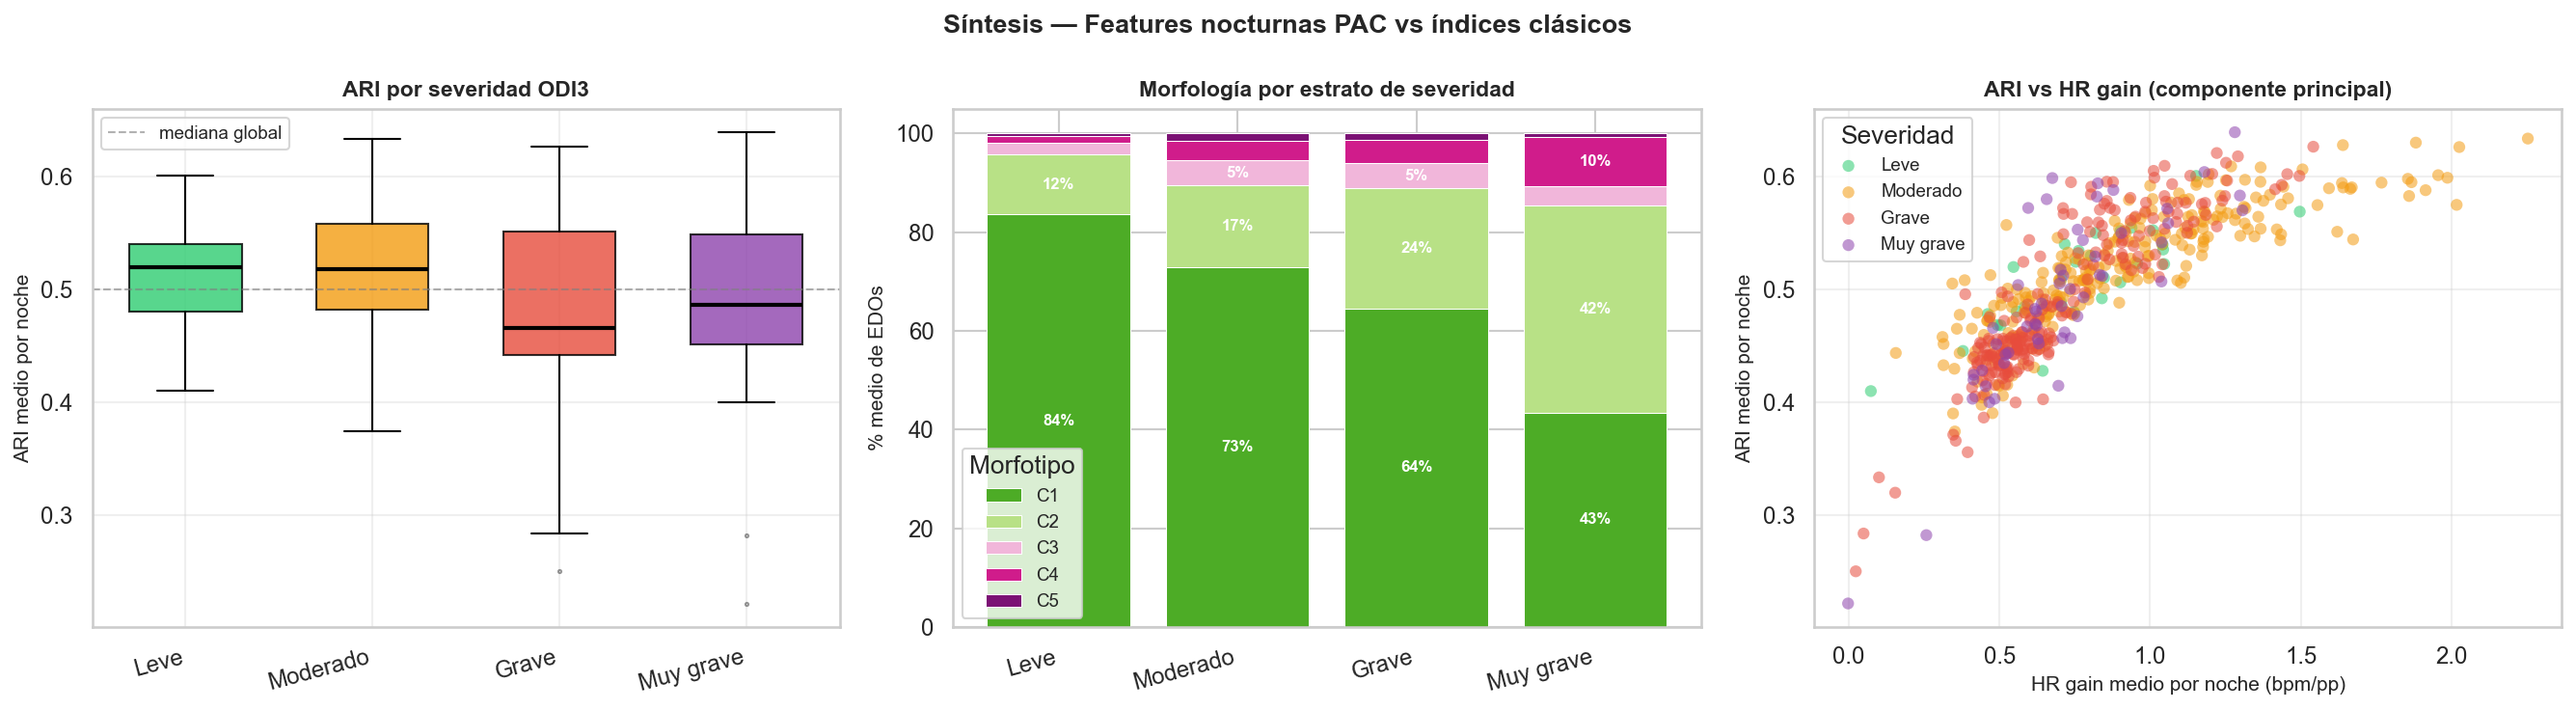 Síntesis — Features nocturnas PAC vs índices clásicos
ARI por severidad ODI3
mediana global
ARI medio por noche
0.6
0.5
0.4
0.3
Leve
Moderado
Grave
Muy grave
Morfología por estrato de severidad
% medio de EDOs
100
80
60
40
20
0
12%
84%
5%
17%
73%
5%
24%
64%
10%
42%
43%
Morfotipo
C1
C2
C3
C4
C5
Leve
Moderado
Grave
Muy grave
ARI vs HR gain (componente principal)
Severidad
Leve
Moderado
Grave
Muy grave
ARI medio por noche
0.6
0.5
0.4
0.3
0.0
0.5
1.0
1.5
2.0
HR gain medio por noche (bpm/pp)